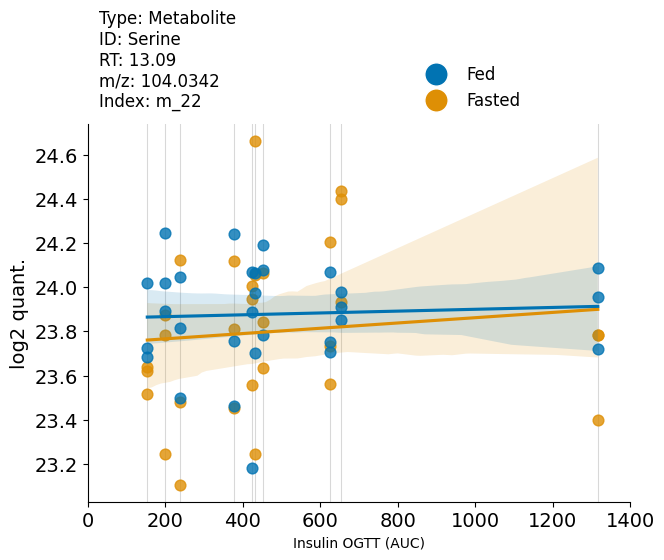 Type: Metabolite
ID: Serine
RT: 13.09
m/z: 104.0342
Index: m_22
Fed
Fasted
24.6
24.4
24.2
24.0
23.8
23.6
23.4
23.2
log2 quant.
0 200 400 600 800 1000 1200 1400
Insulin OGTT (AUC)